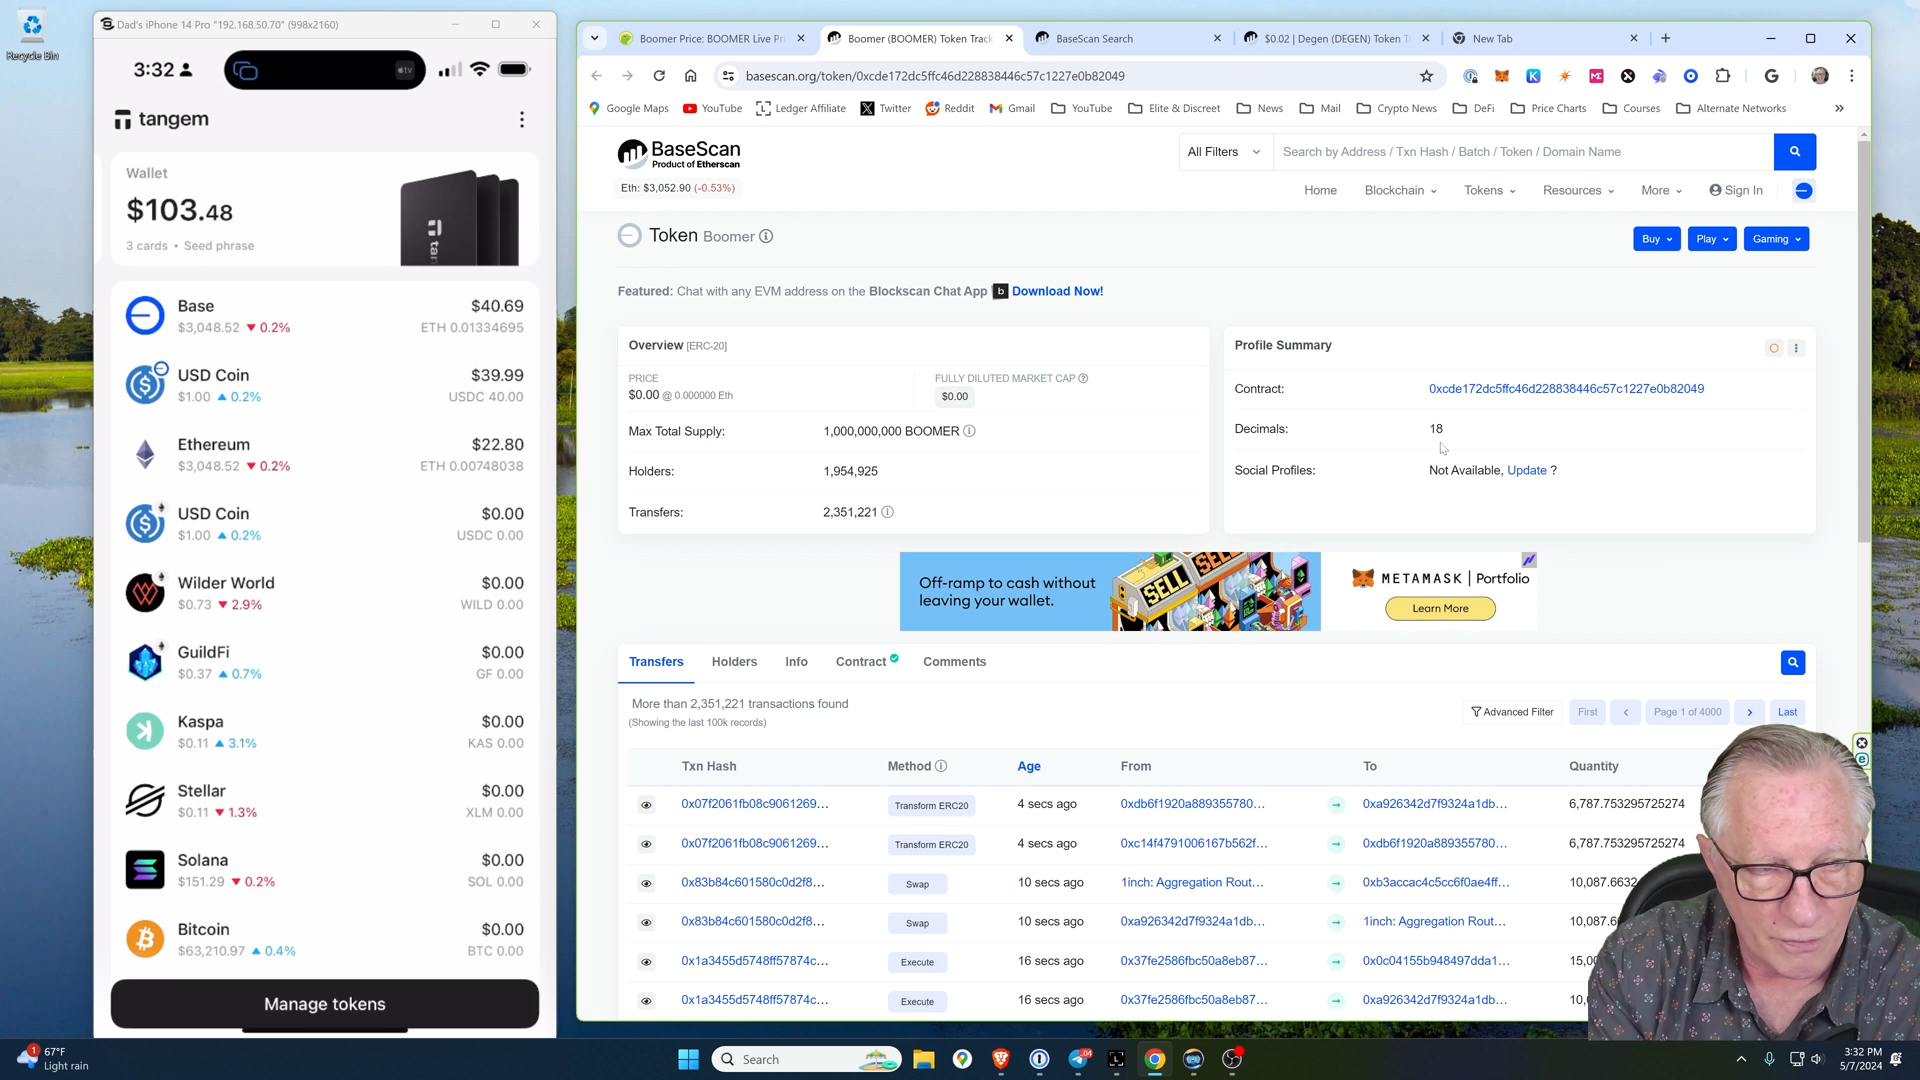 Recycle Bin
Dad's iPhone 14 Pro "192.168.50.70" (998x2160)
3:32
tv
tangem
Wallet
$103.48
3 cards • Seed phrase
Base
$40.69
$3,048.52 ▼ 0.2%
ETH 0.01334695
USD Coin
$39.99
$1.00 ▲ 0.2%
USDC 40.00
Ethereum
$22.80
$3,048.52 ▼ 0.2%
ETH 0.00748038
USD Coin
$0.00
$1.00 ▲ 0.2%
USDC 0.00
Wilder World
$0.00
$0.73 ▼ 2.9%
WILD 0.00
GuildFi
$0.00
$0.37 ▲ 0.7%
GF 0.00
Kaspa
$0.00
$0.11 ▲ 3.1%
KAS 0.00
Stellar
$0.00
$0.11 ▼ 1.3%
XLM 0.00
Solana
$0.00
$151.29 ▼ 0.2%
SOL 0.00
Bitcoin
$0.00
$63,210.97 ▲ 0.4%
BTC 0.00
Manage tokens
Boomer Price: BOOMER Live Pri
Boomer (BOOMER) Token Track
BaseScan Search
$0.02 | Degen (DEGEN) Token T
New Tab
basescan.org/token/0xcde172dc5ffc46d228838446c57c1227e0b82049
Google Maps
YouTube
Ledger Affiliate
Twitter
Reddit
Gmail
YouTube
Elite & Discreet
News
Mail
Crypto News
DeFi
Price Charts
Courses
Alternate Networks
»
BaseScan
Product of Etherscan
All Filters
Search by Address / Txn Hash / Batch / Token / Domain Name
Eth: $3,052.90 (-0.53%)
Home
Blockchain
Tokens
Resources
More
Sign In
Token Boomer
Buy
Play
Gaming
Featured: Chat with any EVM address on the Blockscan Chat App b Download Now!
Overview [ERC-20]
PRICE
$0.00 @ 0.000000 Eth
FULLY DILUTED MARKET CAP
$0.00
Max Total Supply:
1,000,000,000 BOOMER
Holders:
1,954,925
Transfers:
2,351,221
Profile Summary
Contract:
0xcde172dc5ffc46d228838446c57c1227e0b82049
Decimals:
18
Social Profiles:
Not Available, Update ?
Off-ramp to cash without
leaving your wallet.
SELL
SELL
METAMASK | Portfolio
Learn More
Transfers
Holders
Info
Contract
Comments
More than 2,351,221 transactions found
(Showing the last 100k records)
Advanced Filter
First
<
Page 1 of 4000
>
Last
Txn Hash
Method
Age
From
To
Quantity
0x07f2061fb08c9061269...
Transform ERC20
4 secs ago
0xdb6f1920a889355780...
0xa926342d7f9324a1db...
6,787.753295725274
0x07f2061fb08c9061269...
Transform ERC20
4 secs ago
0xc14f4791006167b562f...
0xdb6f1920a889355780...
6,787.753295725274
0x83b84c601580c0d2f8...
Swap
10 secs ago
1inch: Aggregation Rout...
0xb3accac4c5cc6f0ae4ff...
10,087.6632
0x83b84c601580c0d2f8...
Swap
10 secs ago
0xa926342d7f9324a1db...
1inch: Aggregation Rout...
10,087.6
0x1a3455d5748ff57874c...
Execute
16 secs ago
0x37fe2586fbc50a8eb87...
0x0c04155b948497dda1...
15,00
0x1a3455d5748ff57874c...
Execute
16 secs ago
0x37fe2586fbc50a8eb87...
0xa926342d7f9324a1db...
10,
1
67°F
Light rain
Search
04
3:32 PM
5/7/2024